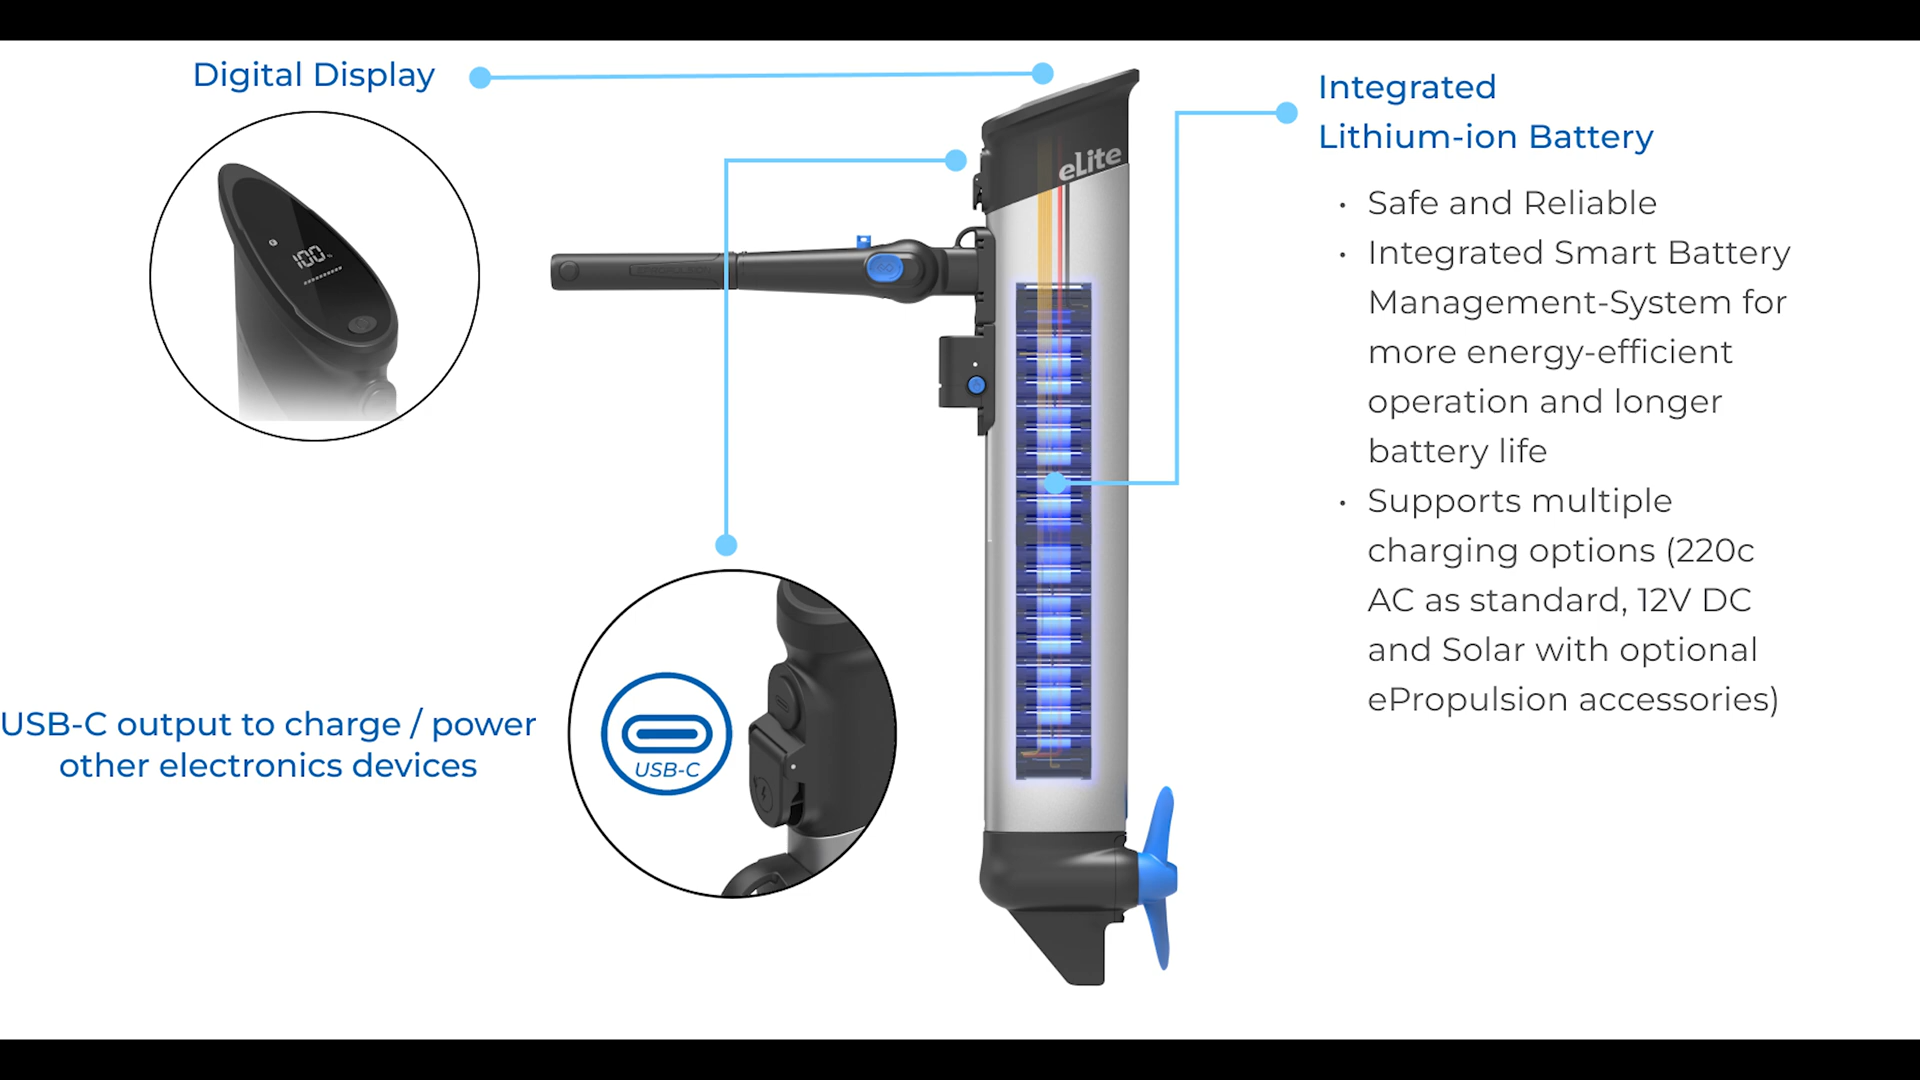 Digital Display
100
eLite
Integrated
Lithium-ion Battery
• Safe and Reliable
• Integrated Smart Battery
Management-System for
more energy-efficient
operation and longer
battery life
• Supports multiple
charging options (220c
AC as standard, 12V DC
and Solar with optional
ePropulsion accessories)
USB-C output to charge / power
other electronics devices
USB-C